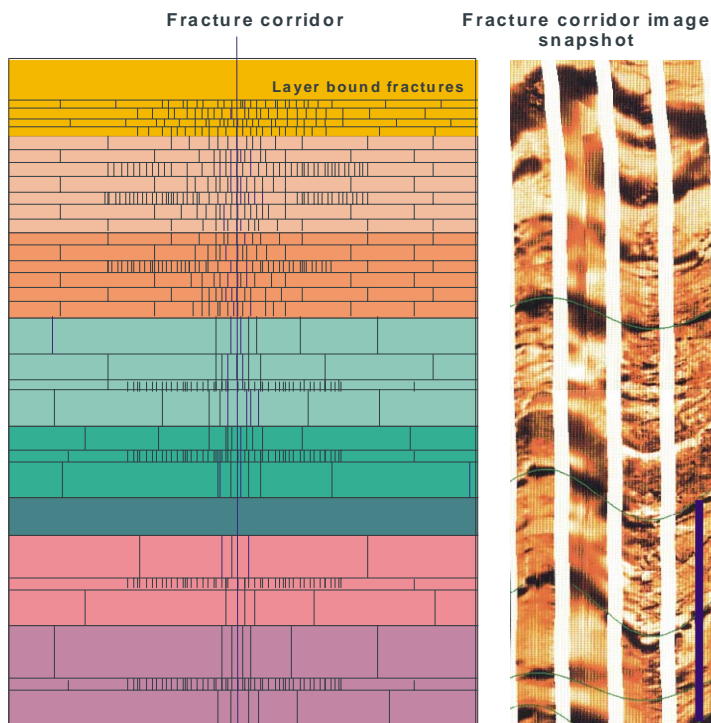 Fracture corridor
Fracture corridor image
snapshot
Layer bound fractures